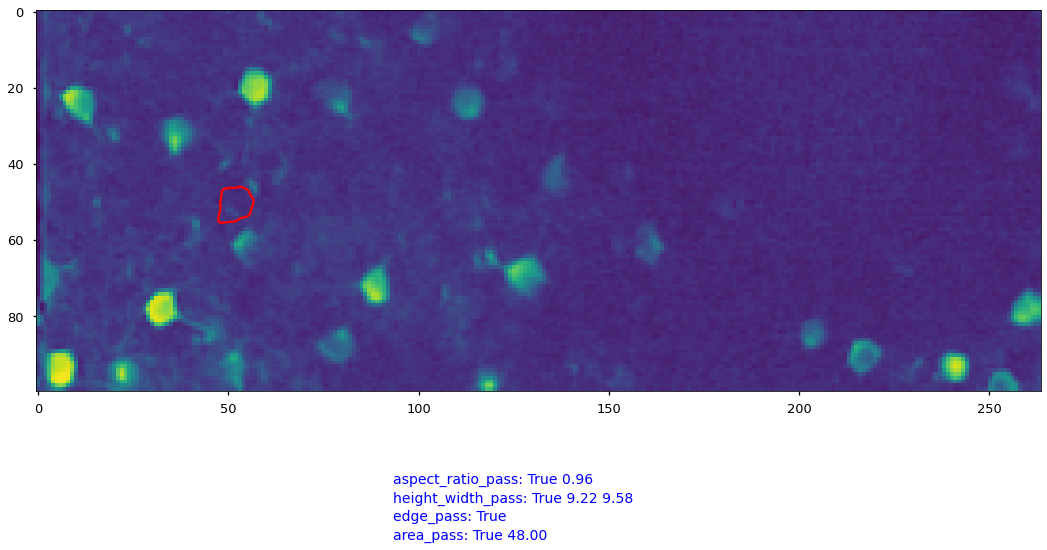 0
20
40
60
80
0 50 100 150 200 250
aspect_ratio_pass: True 0.96
height_width_pass: True 9.22 9.58
edge_pass: True
area_pass: True 48.00